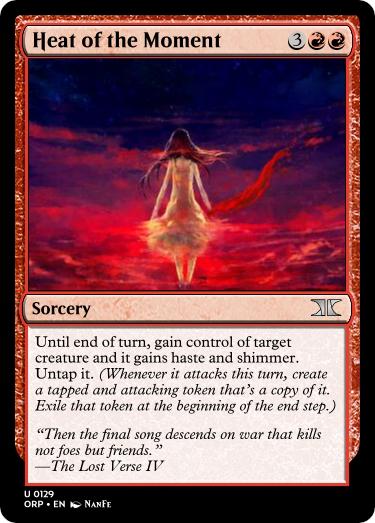 Heat of the Moment 3
Sorcery
Until end of turn, gain control of target
creature and it gains haste and shimmer.
Untap it. (Whenever it attacks this turn, create
a tapped and attacking token that's a copy of it.
Exile that token at the beginning of the end step.)
“Then the final song descends on war that kills
not foes but friends.”
—The Lost Verse IV
U 0129
ORP • EN NanFe